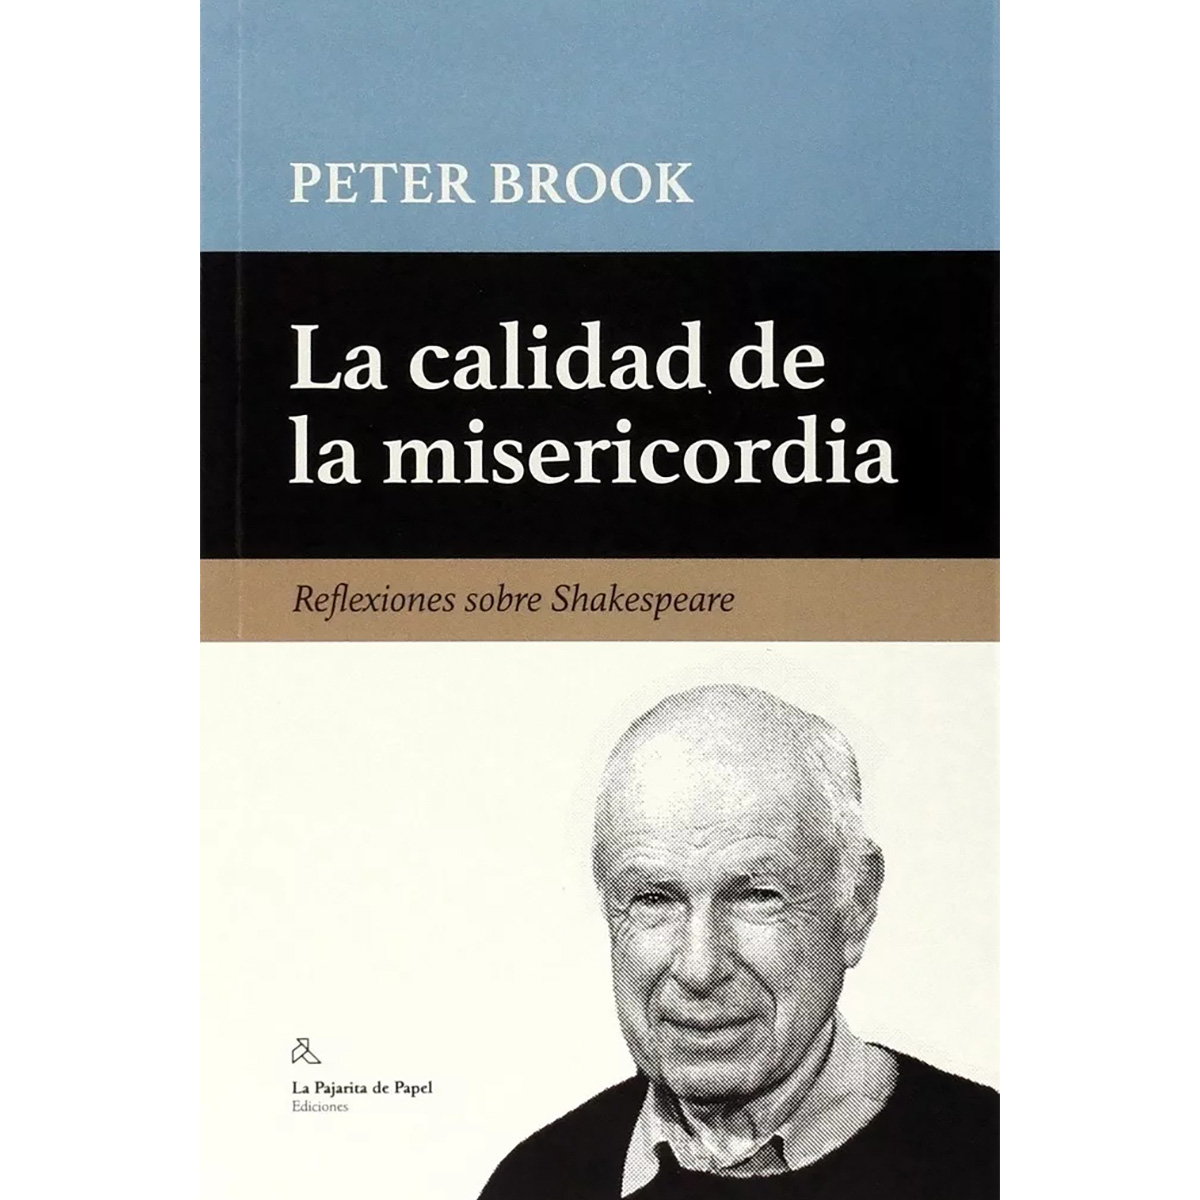 PETER BROOK
La calidad de
la misericordia
Reflexiones sobre Shakespeare
La Pajarita de Papel
Ediciones